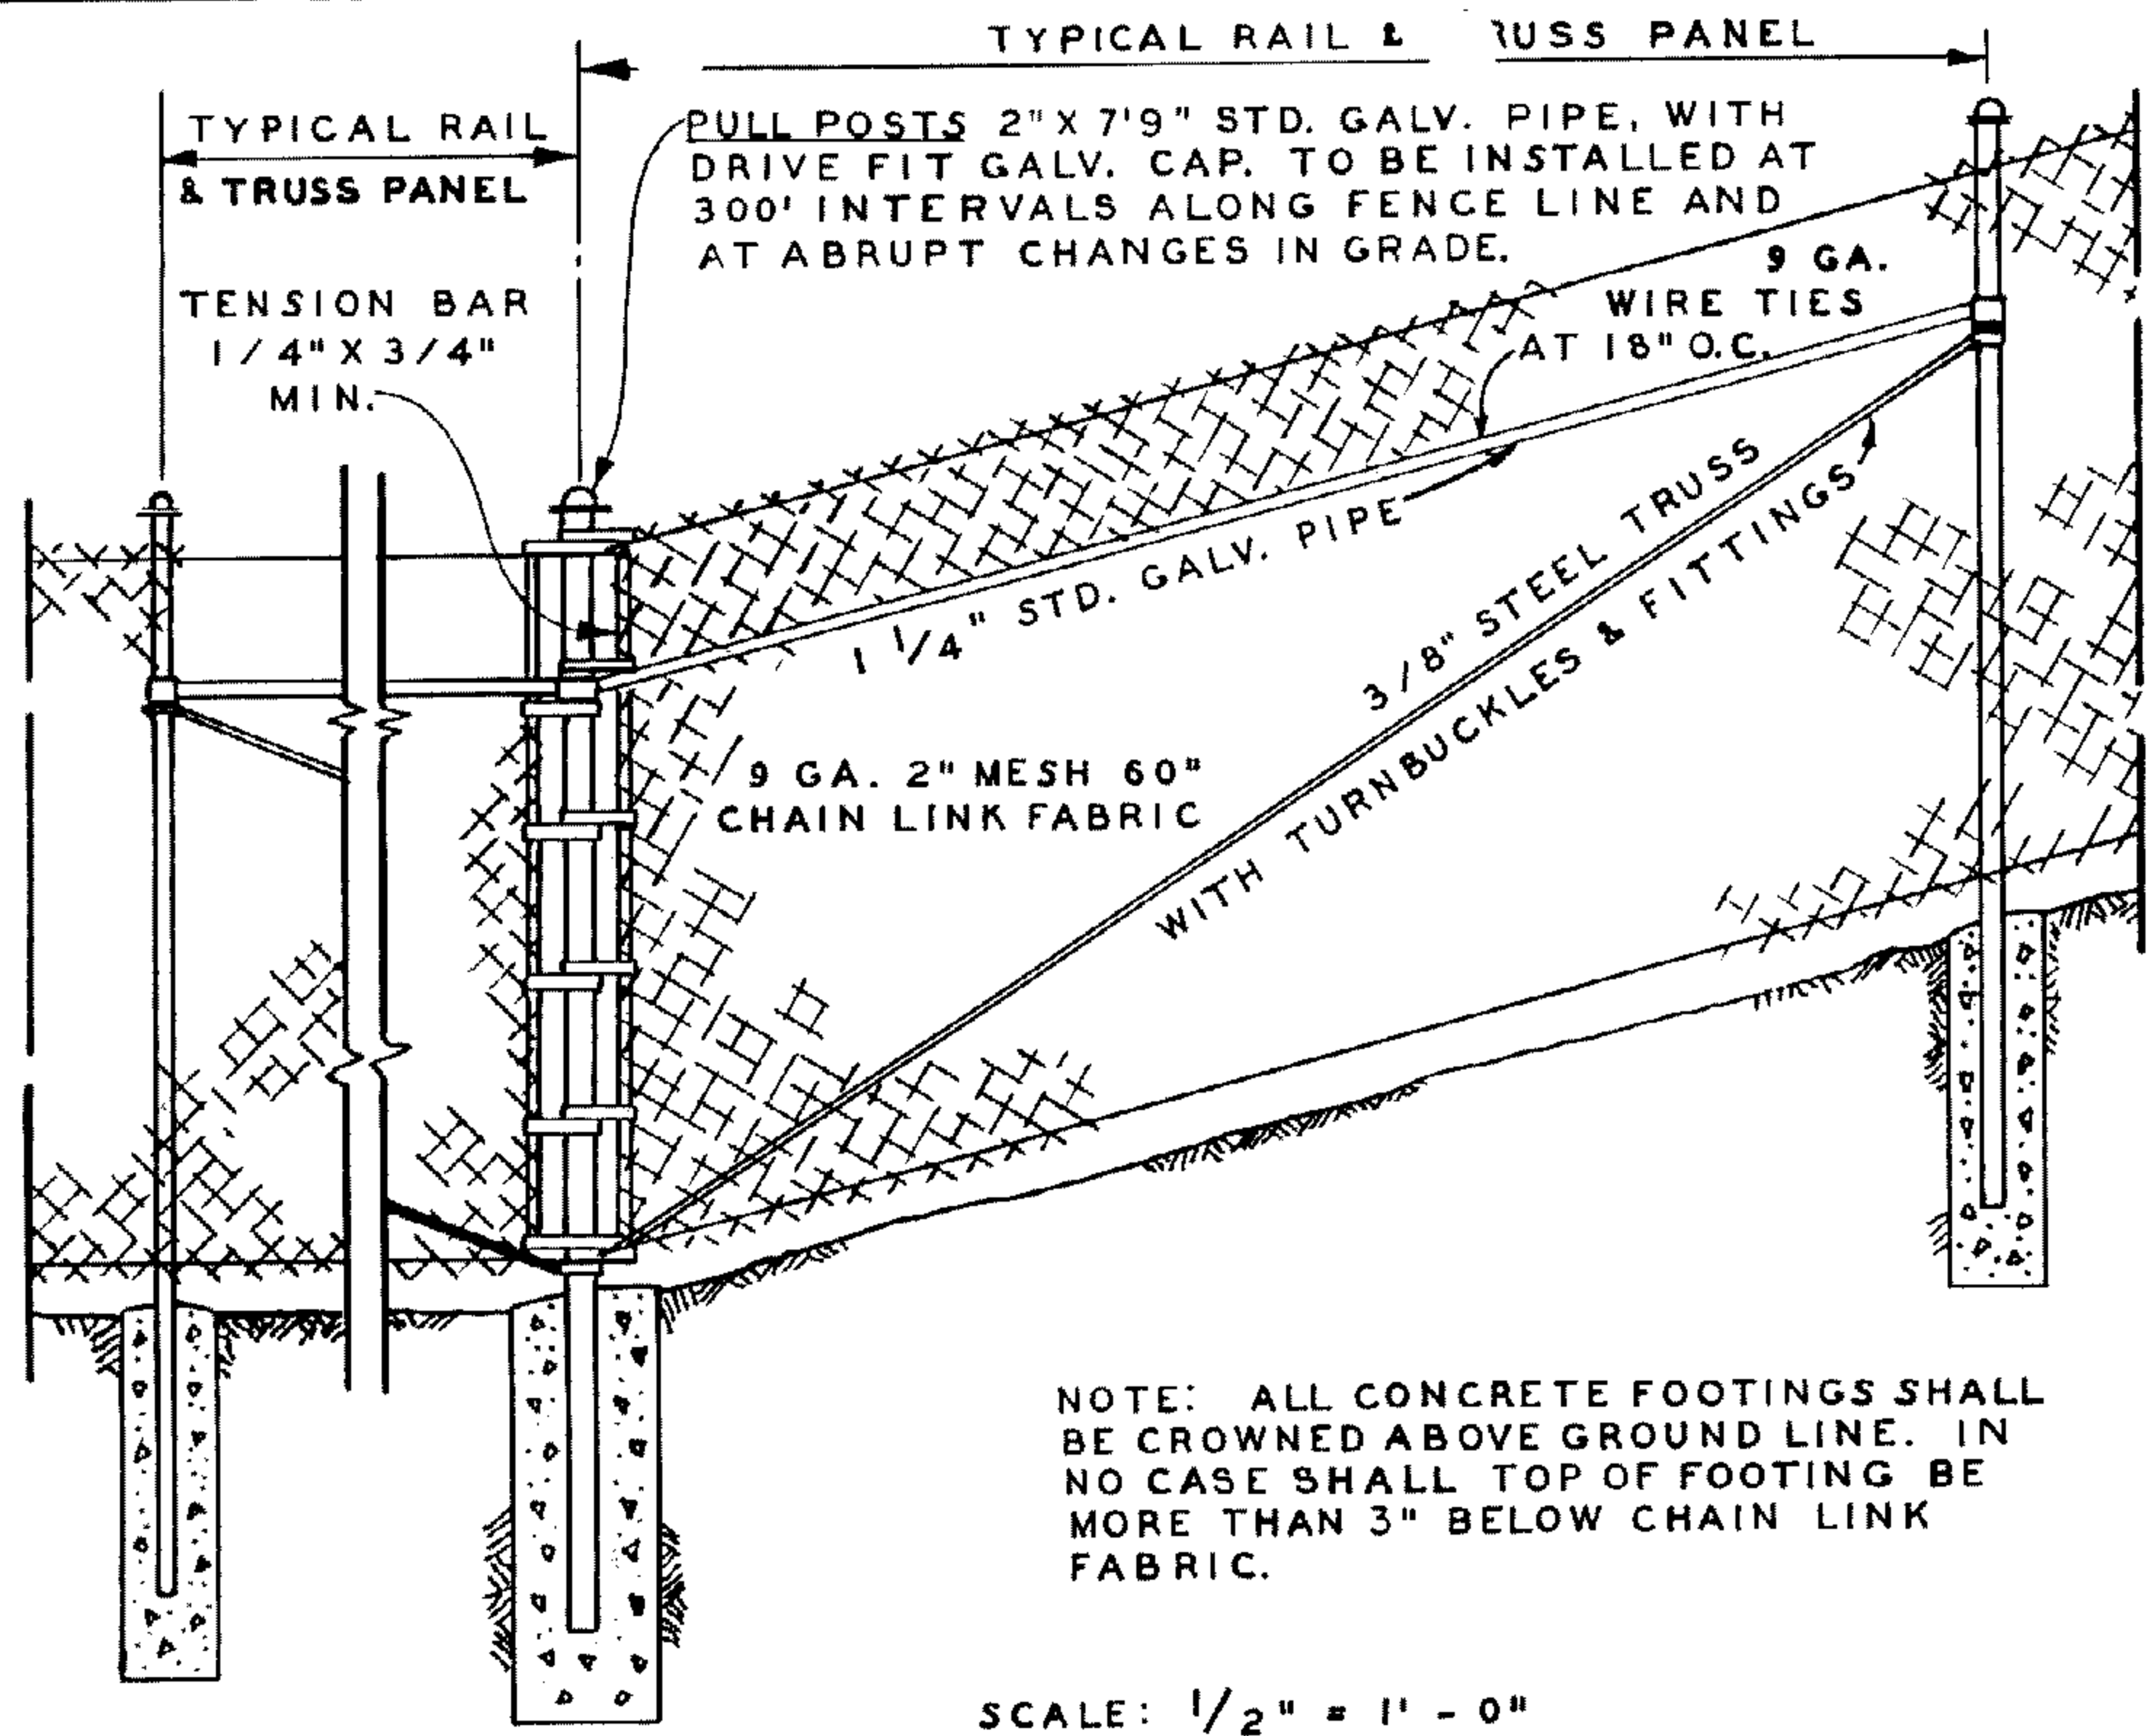 TYPICAL RAIL & RUSS PANEL
TYPICAL RAIL
& TRUSS PANEL
PULL POSTS 2" X 7'9" STD. GALV. PIPE, WITH
DRIVE FIT GALV. CAP. TO BE INSTALLED AT
300' INTERVALS ALONG FENCE LINE AND
AT ABRUPT CHANGES IN GRADE.
TENSION BAR
1/4" X 3/4"
MIN.
9 GA.
WIRE TIES
AT 18" O.C.
1 1/4" STD. GALV. PIPE
3/8" STEEL TRUSS
WITH TURNBUCKLES & FITTINGS
9 GA. 2" MESH 60"
CHAIN LINK FABRIC
NOTE: ALL CONCRETE FOOTINGS SHALL
BE CROWNED ABOVE GROUND LINE. IN
NO CASE SHALL TOP OF FOOTING BE
MORE THAN 3" BELOW CHAIN LINK
FABRIC.
SCALE: 1/2" = 1' - 0"